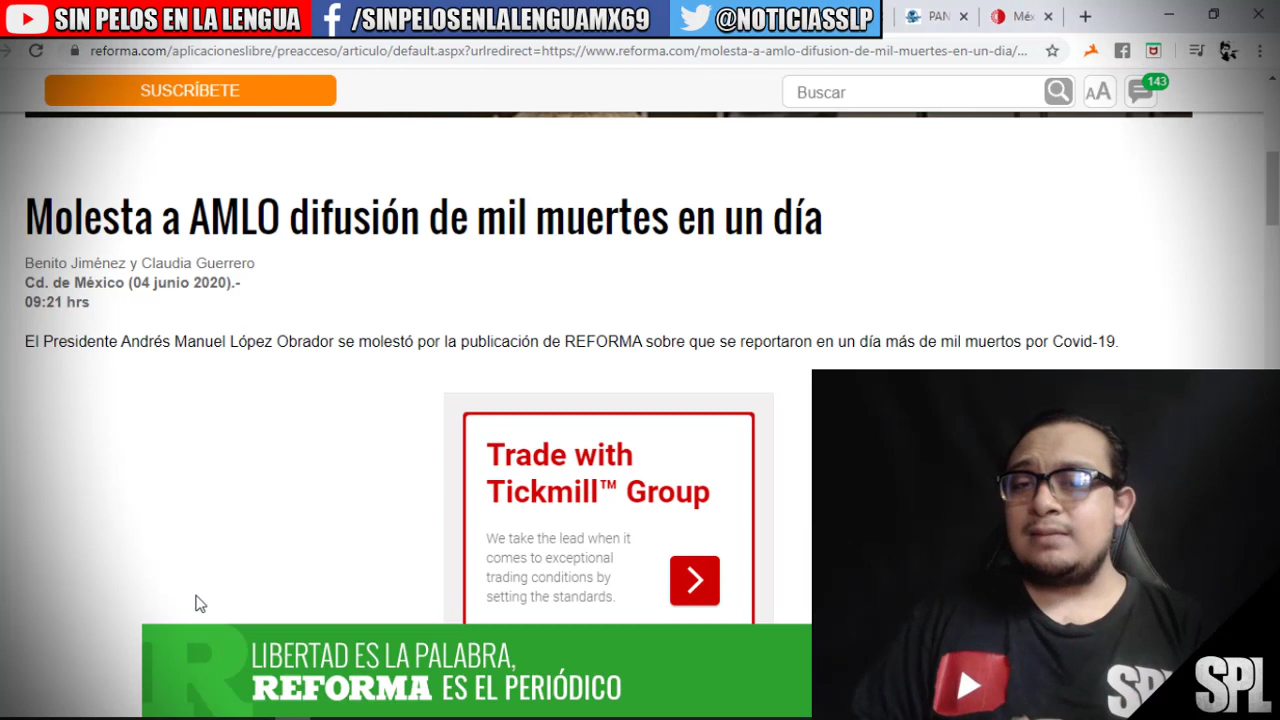 SIN PELOS EN LA LENGUA
/SINPELOSENLALENGUAMX69
@NOTICIASSLP
PAN
Méx
reforma.com/aplicacioneslibre/preacceso/articulo/default.aspx?urlredirect=https://www.reforma.com/molesta-a-amlo-difusion-de-mil-muertes-en-un-dia/...
SUSCRÍBETE
Buscar
AA
143
Molesta a AMLO difusión de mil muertes en un día
Benito Jiménez y Claudia Guerrero
Cd. de México (04 junio 2020).-
09:21 hrs
El Presidente Andrés Manuel López Obrador se molestó por la publicación de REFORMA sobre que se reportaron en un día más de mil muertos por Covid-19.
Trade with
Tickmill™ Group
We take the lead when it
comes to exceptional
trading conditions by
setting the standards.
R
LIBERTAD ES LA PALABRA,
REFORMA ES EL PERIÓDICO
SPL
SPL